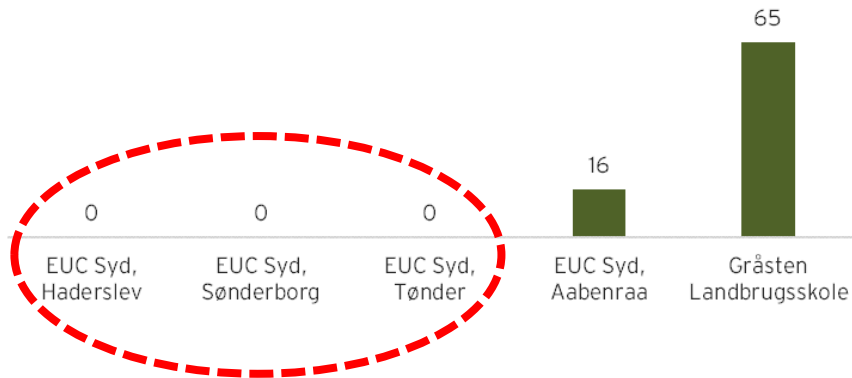 65
16
0
0
0
EUC Syd,
Haderslev
EUC Syd,
Sønderborg
EUC Syd,
Tønder
EUC Syd,
Aabenraa
Gråsten
Landbrugsskole